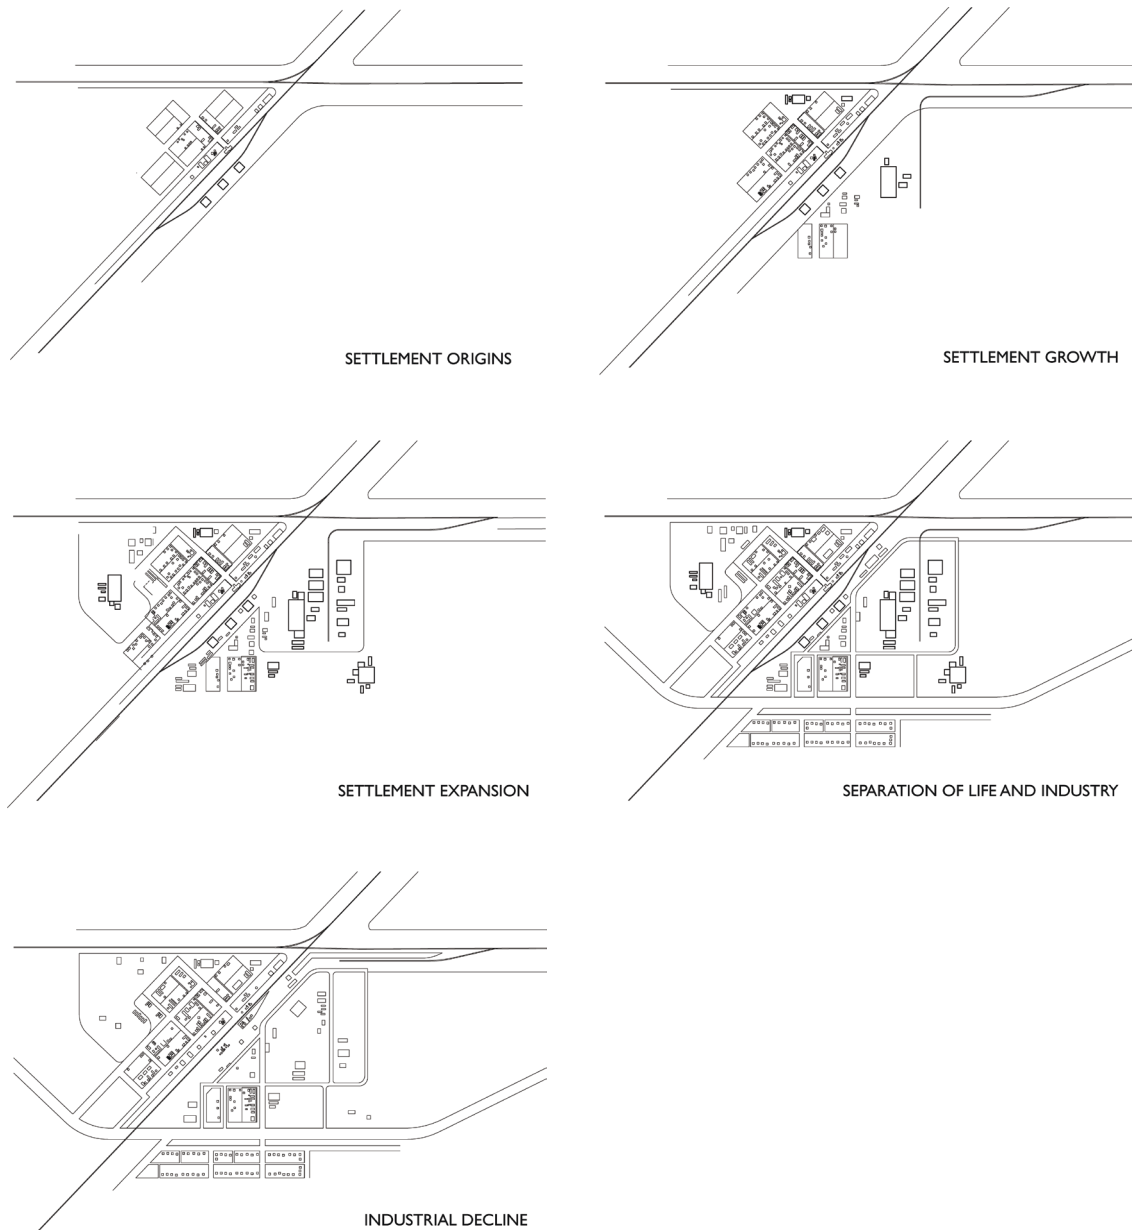 SETTLEMENT ORIGINS
SETTLEMENT GROWTH
SETTLEMENT EXPANSION
SEPARATION OF LIFE AND INDUSTRY
INDUSTRIAL DECLINE